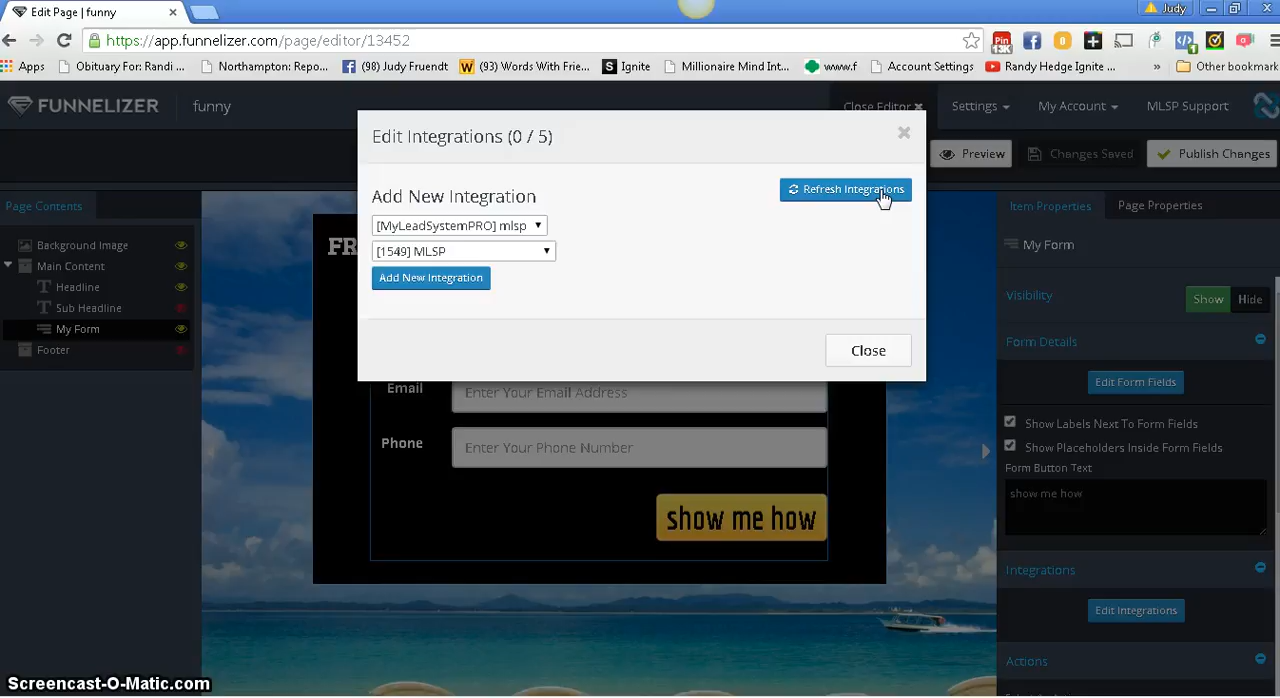 Edit Page | funny
Judy
https://app.funnelizer.com/page/editor/13452
Apps
Obituary For: Randi ...
Northampton:Repo...
(98) Judy Fruendt
(93) Words With Frie...
Ignite
Millionaire Mind Int...
www.f
Account Settings
Randy Hedge Ignite ...
»
Other bookmark
FUNNELIZER
funny
Close Editor
Settings
My Account
MLSP Support
Preview
Changes Saved
Publish Changes
Edit Integrations (0 / 5)
Refresh Integrations
Add New Integration
[MyLeadSystemPRO] mlsp
[1549] MLSP
Add New Integration
Close
Page Contents
Background Image
Main Content
Headline
Sub Headline
My Form
Footer
FR
Email
Enter Your Email Address
Phone
Enter Your Phone Number
show me how
Item Properties
Page Properties
My Form
Visibility
Show
Hide
Form Details
Edit Form Fields
Show Labels Next To Form Fields
Show Placeholders Inside Form Fields
Form Button Text
show me how
Integrations
Edit Integrations
Actions
Screencast-O-Matic.com